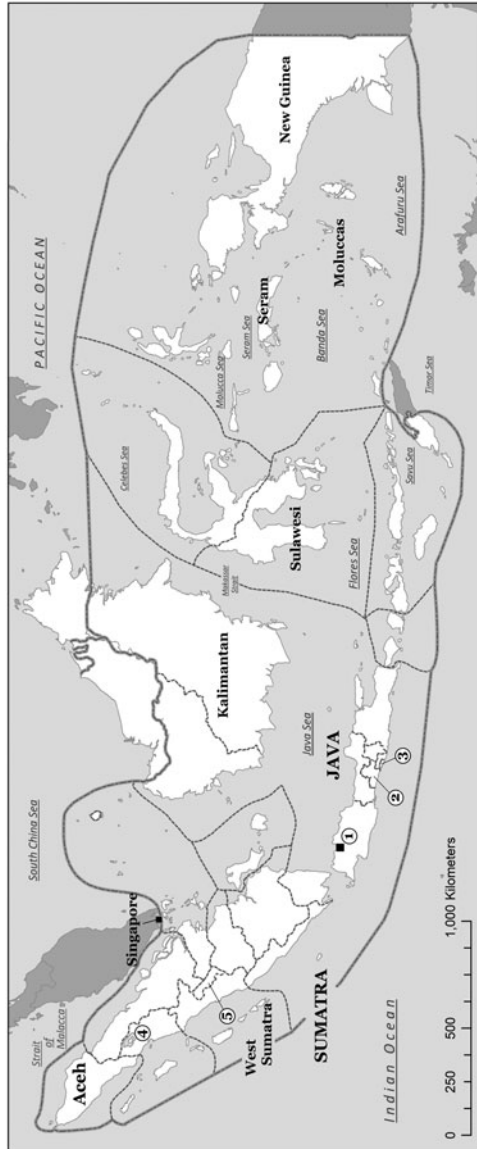 PACIFIC OCEAN
South China Sea
Strait
of
Malacca
Singapore
Aceh
④
⑤
West
Sumatra
SUMATRA
Indian Ocean
0
250
500
1,000 Kilometers
Kalimantan
Java Sea
JAVA
①
②
③
Celebes Sea
Makassar
Strait
Sulawesi
Flores Sea
Molucca Sea
Seram Sea
Seram
Banda Sea
Moluccas
New Guinea
Arafuru Sea
Timor Sea
Savu Sea